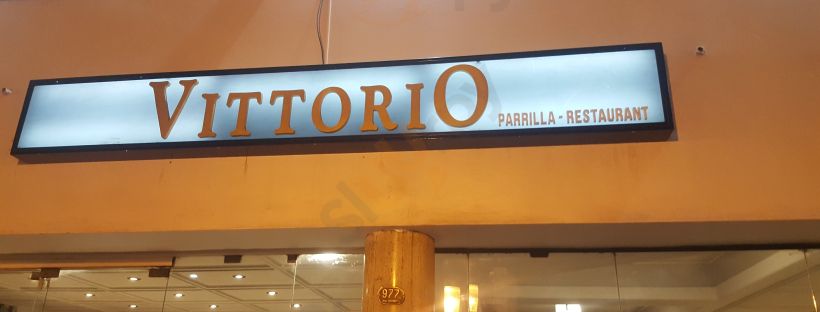 VITTORIO
PARRILLA - RESTAURANT
977